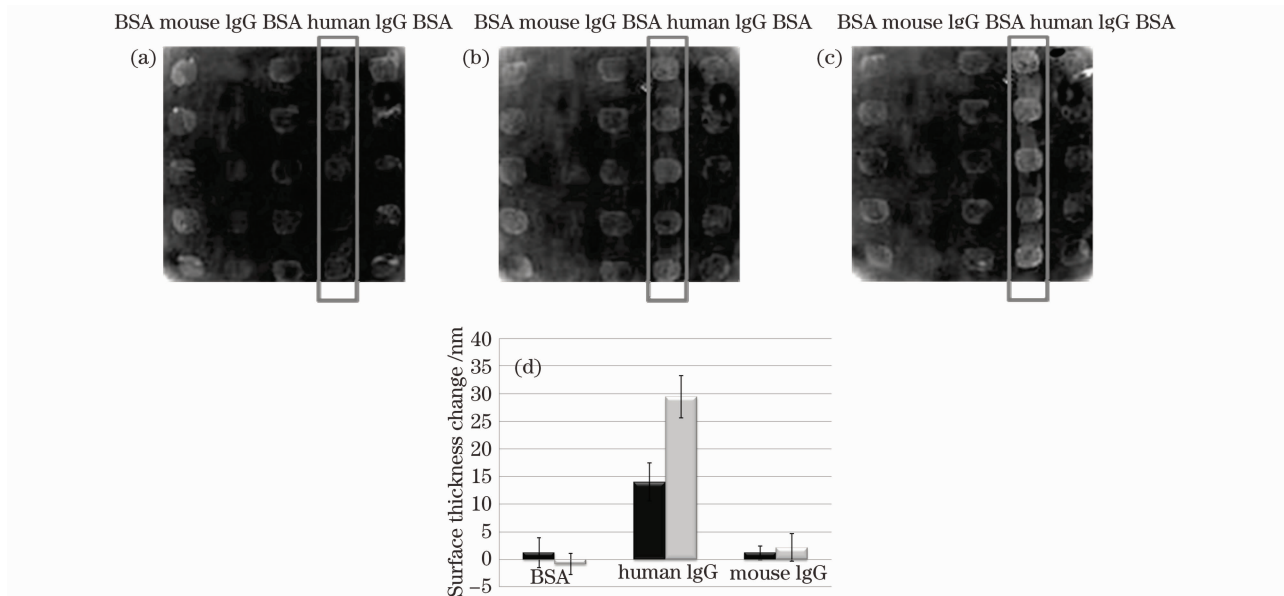 BSA mouse lgG BSA human lgG BSA
BSA mouse lgG BSA human lgG BSA
BSA mouse lgG BSA human lgG BSA
(a)
(b)
(c)
Surface thickness change /nm
(d)
40
35
30
25
20
15
10
5
0
−5
BSA
human lgG
mouse lgG